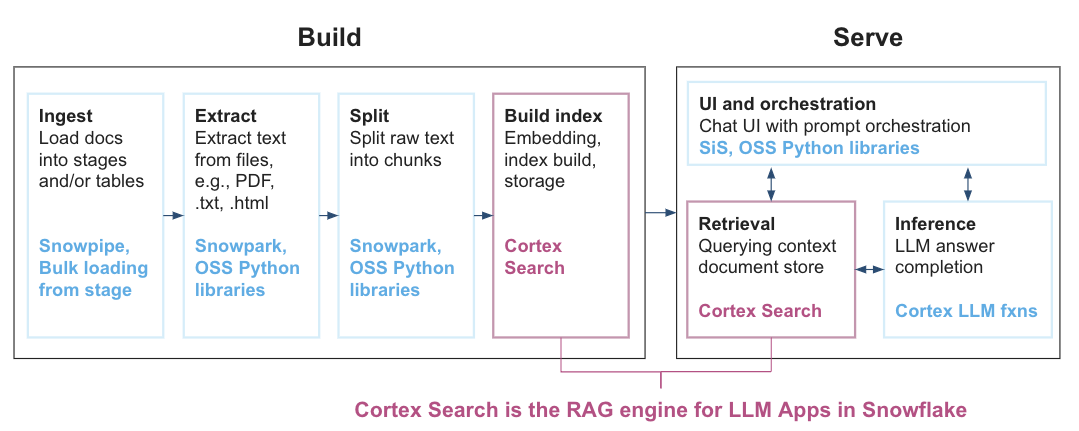 Build
Ingest
Load docs
into stages
and/or tables
Snowpipe,
Bulk loading
from stage
Extract
Extract text
from files,
e.g., PDF,
.txt, .html
Snowpark,
OSS Python
libraries
Split
Split raw text
into chunks
Snowpark,
OSS Python
libraries
Build index
Embedding,
index build,
storage
Cortex
Search
Serve
UI and orchestration
Chat UI with prompt orchestration
SiS, OSS Python libraries
Retrieval
Querying context
document store
Cortex Search
Inference
LLM answer
completion
Cortex LLM fxns
Cortex Search is the RAG engine for LLM Apps in Snowflake